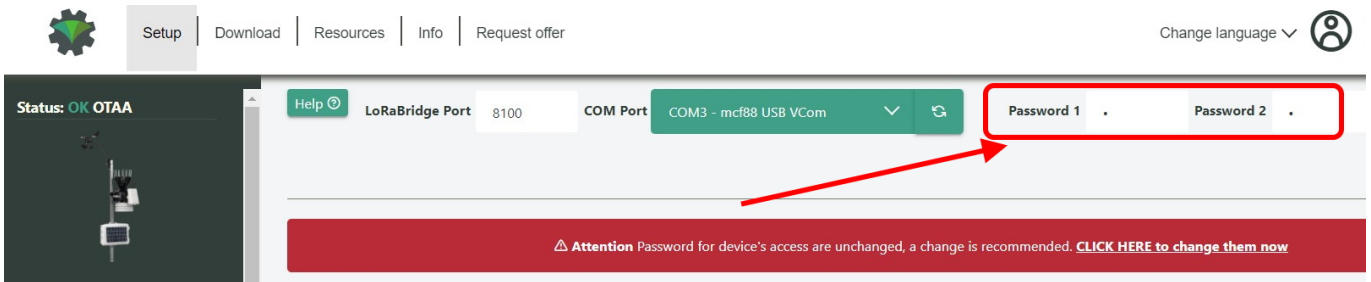 Setup Download Resources Info Request offer Change language
Status: OK OTAA
Help LoRaBridge Port 8100 COM Port COM3 - mcf88 USB VCom Password 1 . Password 2 .
Attention Password for device's access are unchanged, a change is recommended. CLICK HERE to change them now